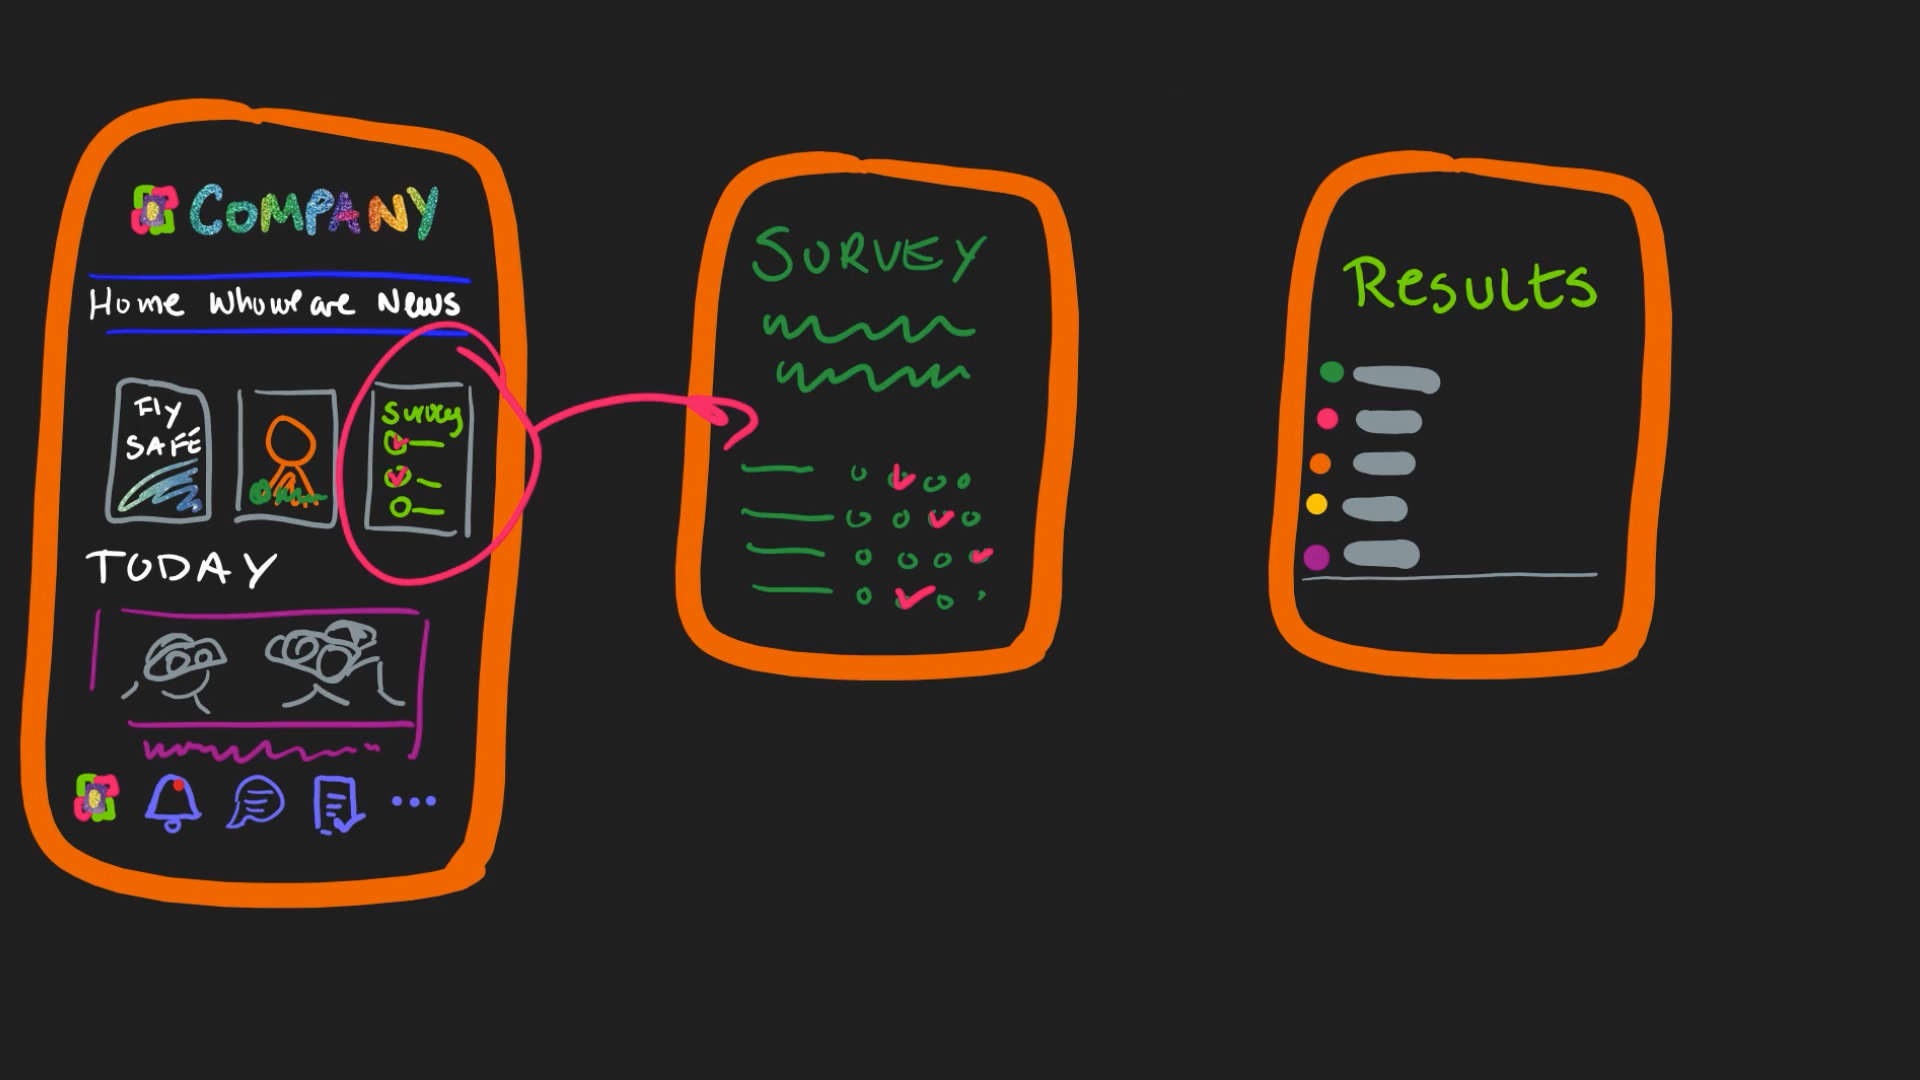 COMPANY
Home Who we are News
Fly
SAFE
Survey
TODAY
SURVEY
RESULTS